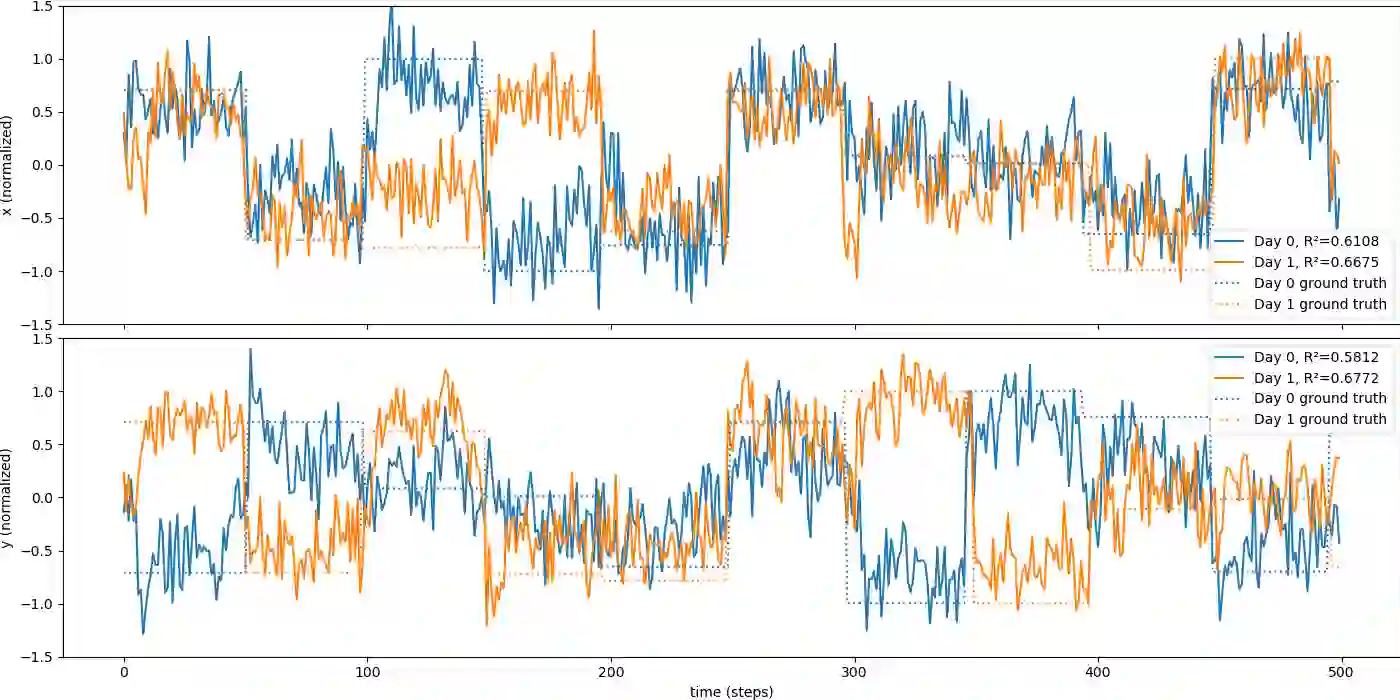 1.5
1.0
0.5
0.0
−0.5
−1.0
−1.5
x (normalized)
Day 0, R²=0.6108
Day 1, R²=0.6675
Day 0 ground truth
Day 1 ground truth
1.5
1.0
0.5
0.0
−0.5
−1.0
−1.5
y (normalized)
Day 0, R²=0.5812
Day 1, R²=0.6772
Day 0 ground truth
Day 1 ground truth
0 100 200 300 400 500
time (steps)